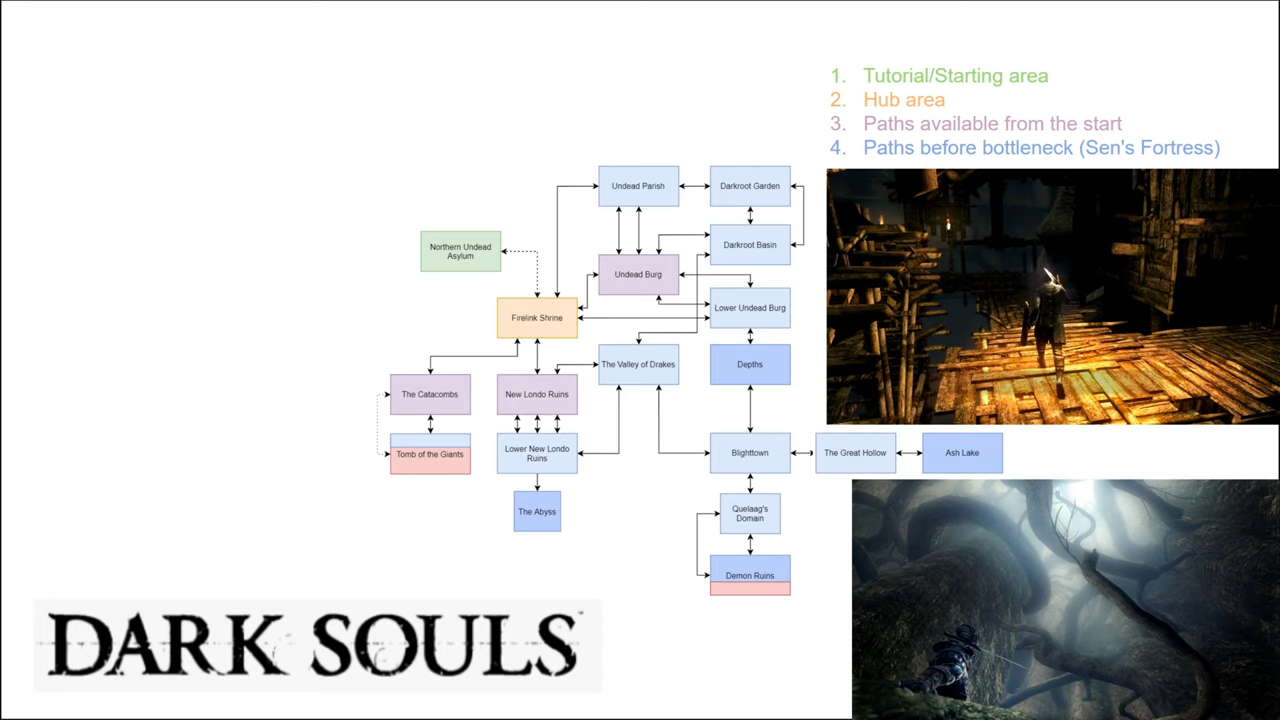 1. Tutorial/Starting area
2. Hub area
3. Paths available from the start
4. Paths before bottleneck (Sen's Fortress)
Undead Parish
Darkroot Garden
Northern Undead
Asylum
Darkroot Basin
Undead Burg
Firelink Shrine
Lower Undead Burg
The Valley of Drakes
Depths
The Catacombs
New Londo Ruins
Tomb of the Giants
Lower New Londo
Ruins
Blighttown
The Great Hollow
Ash Lake
The Abyss
Quelaag's
Domain
Demon Ruins
DARK SOULS